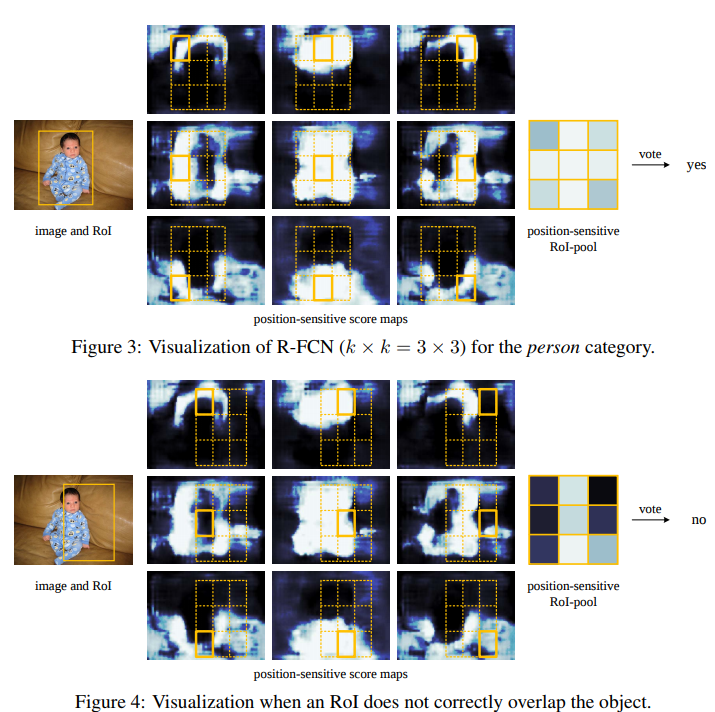 vote
yes
image and RoI
position-sensitive
RoI-pool
position-sensitive score maps
Figure 3: Visualization of R-FCN (k × k = 3 × 3) for the person category.
vote
no
image and RoI
position-sensitive
RoI-pool
position-sensitive score maps
Figure 4: Visualization when an RoI does not correctly overlap the object.